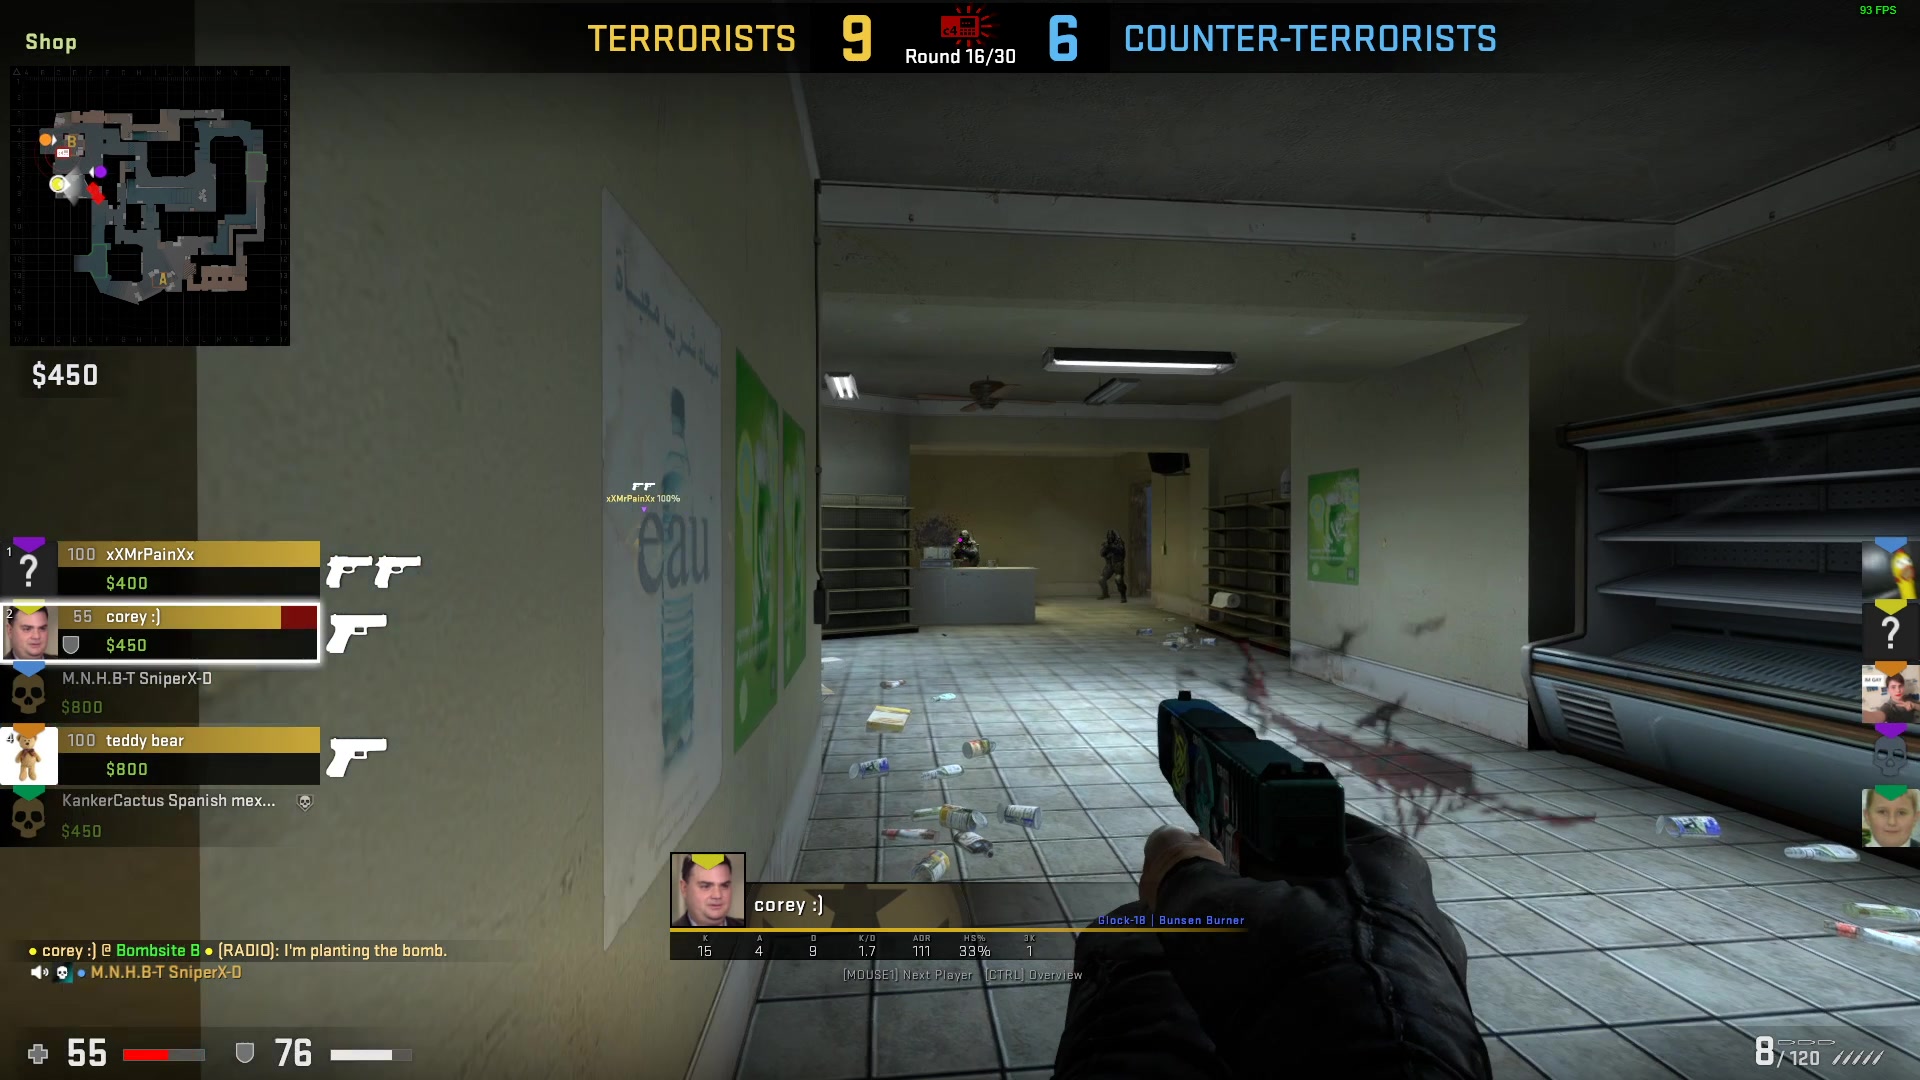 93 FPS
TERRORISTS 9 6 COUNTER-TERRORISTS
Round 16/30
Shop
B
A
$450
eau
xXMrPainXx 100%
1 ? 100 xXMrPainXx
$400
2 55 corey :)
$450
M.N.H.B-T SniperX-D
$800
4 100 teddy bear
$800
KankerCactus Spanish mex...
$450
?
corey :)
Glock-18 | Bunsen Burner
K A D K/D ADR HS% 3K
15 4 9 1.7 111 33% 1
[MOUSE1] Next Player [CTRL] Overview
● corey :) @ Bombsite B ● (RADIO): I'm planting the bomb.
● M.N.H.B-T SniperX-D
55 76
8 / 120